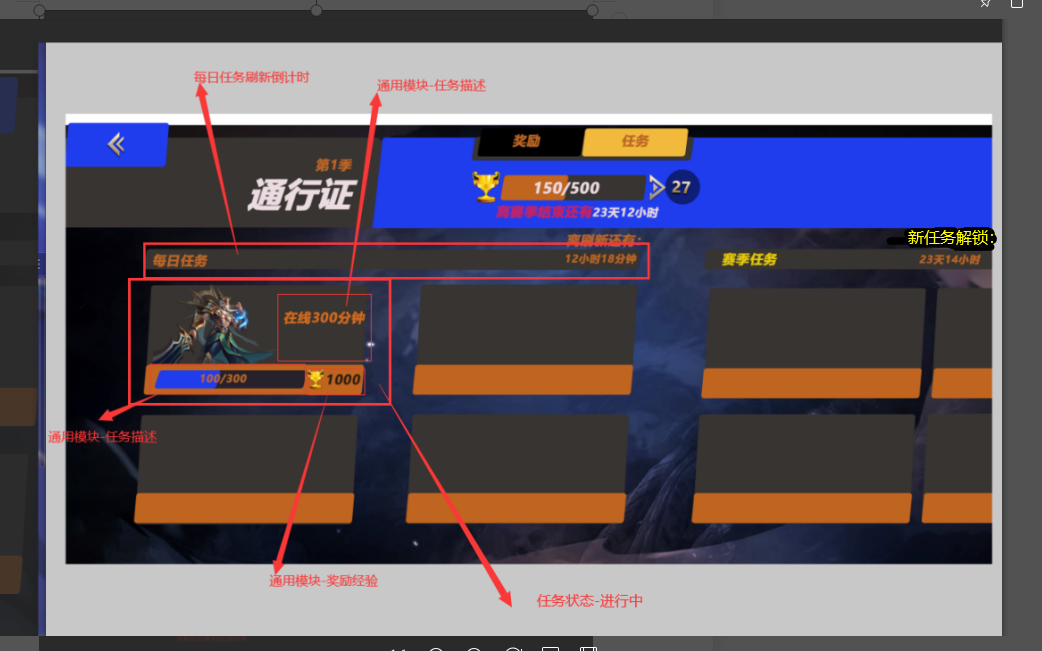 每日任务刷新倒计时
通用模块-任务描述
奖励
任务
第1季
通行证
150/500
27
离赛季结束还有23天12小时
新任务解锁:
离刷新还有:
每日任务
12小时18分钟
赛季任务
23天14小时
在线300分钟
100/300
1000
通用模块-任务描述
通用模块-奖励经验
任务状态-进行中